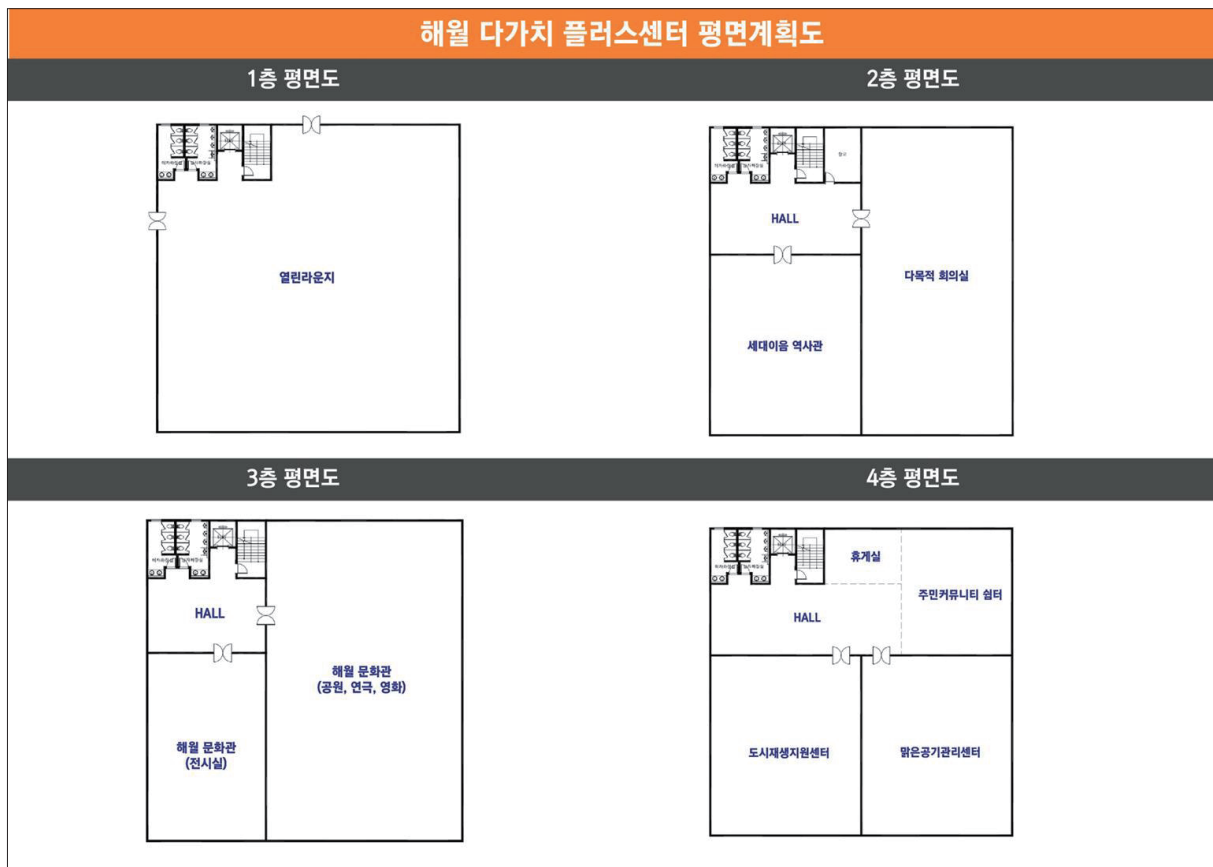 해월 다가치 플러스센터 평면계획도
1층 평면도
2층 평면도
열린라운지
창고
HALL
다목적 회의실
세대이음 역사관
3층 평면도
4층 평면도
HALL
해월 문화관
(공원, 연극, 영화)
해월 문화관
(전시실)
휴게실
주민커뮤니티 쉼터
HALL
도시재생지원센터
맑은공기관리센터